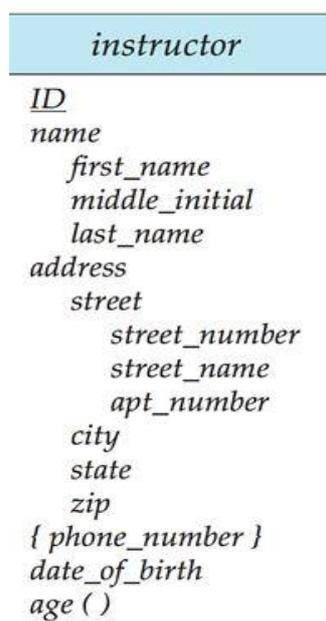 instructor
ID
name
first_name
middle_initial
last_name
address
street
street_number
street_name
apt_number
city
state
zip
{ phone_number }
date_of_birth
age ( )